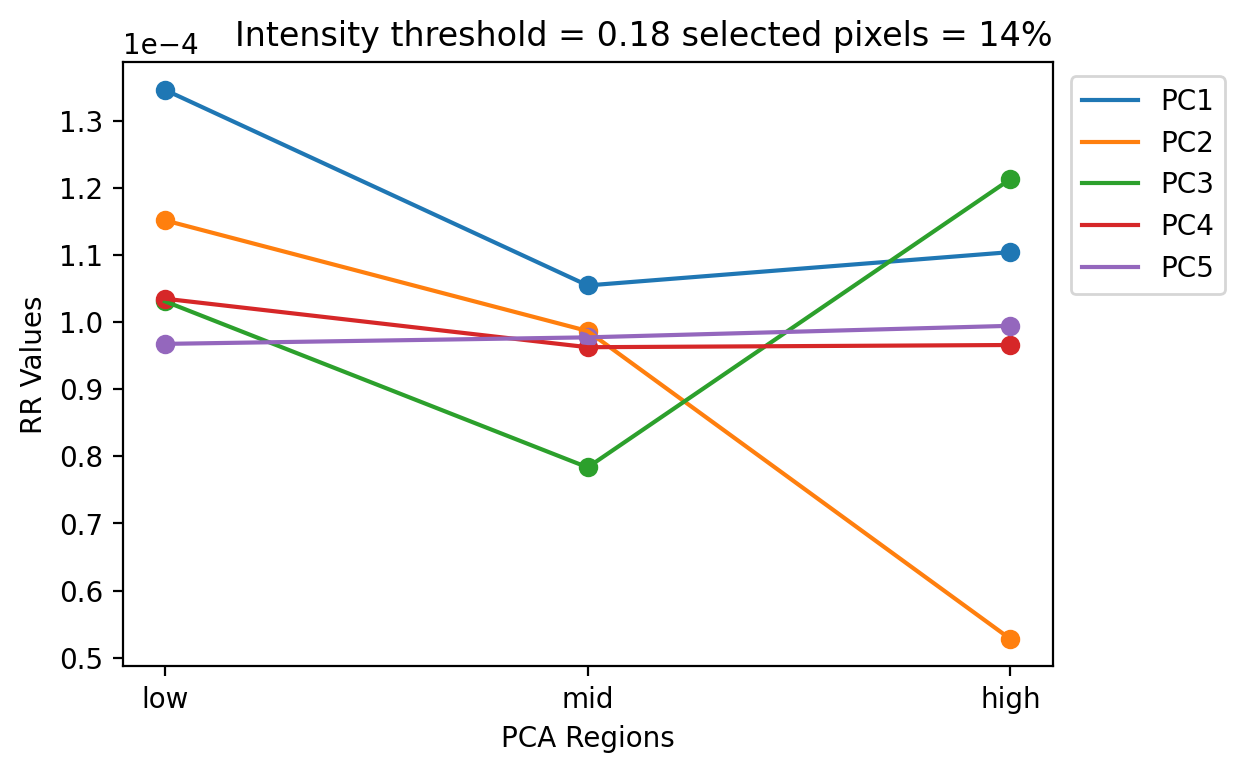 Intensity threshold = 0.18 selected pixels = 14%
1e−4
1.3
1.2
1.1
1.0
0.9
0.8
0.7
0.6
0.5
RR Values
low mid high
PCA Regions
PC1
PC2
PC3
PC4
PC5